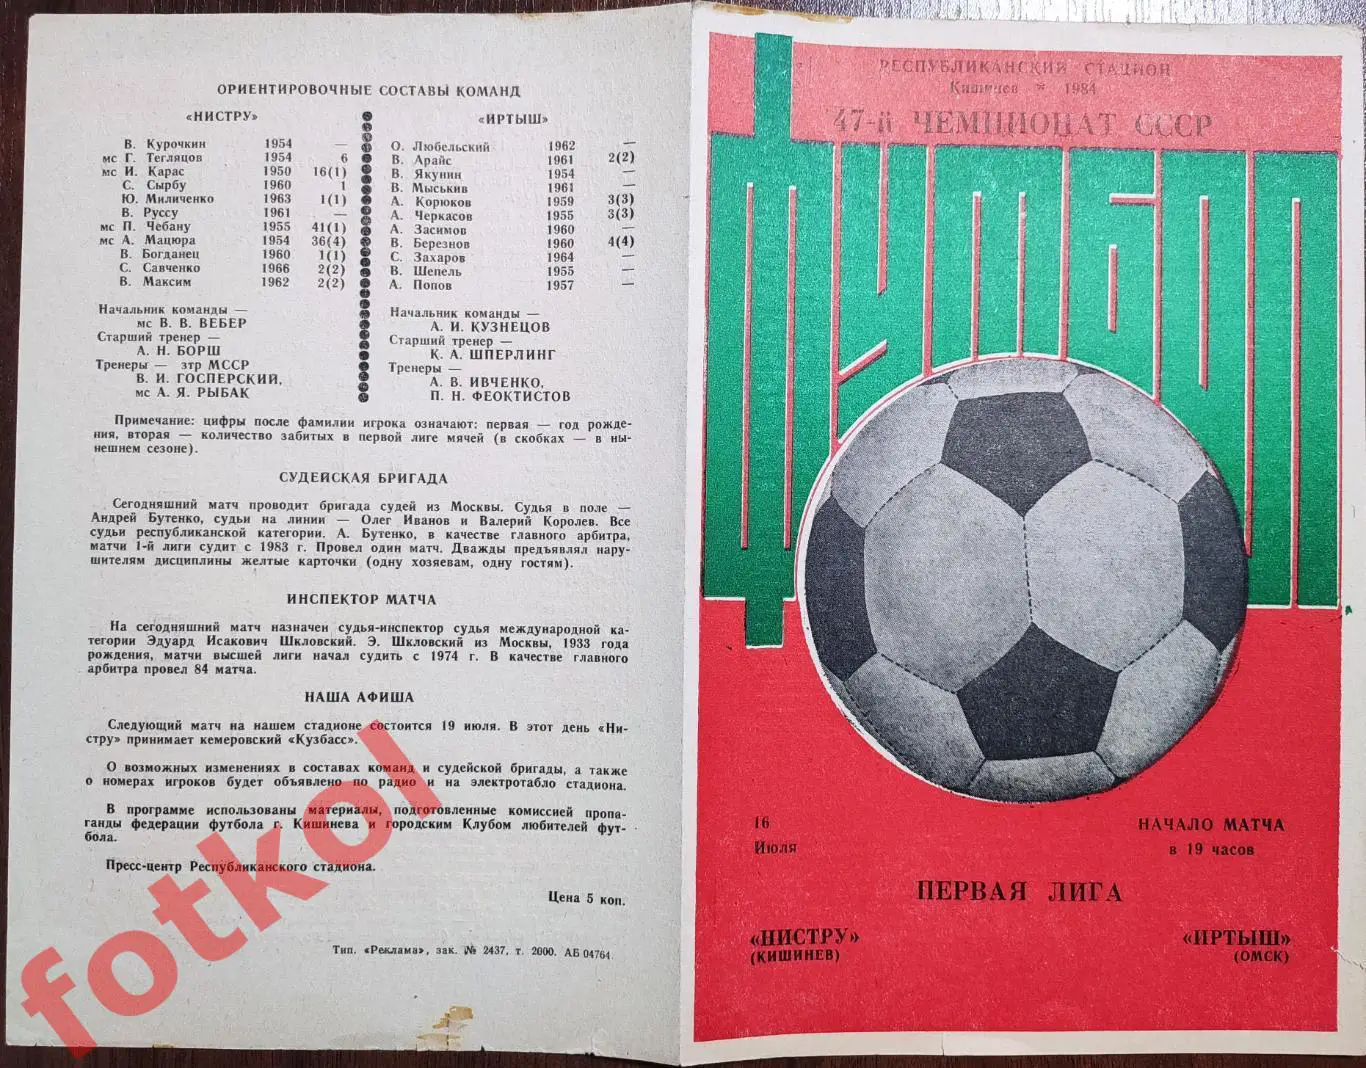 ОРИЕНТИРОВОЧНЫЕ СОСТАВЫ КОМАНД
«НИСТРУ»
В. Курочкин 1954 —
мс Г. Тегляцов 1954 6
мс И. Карас 1950 16(1)
С. Сырбу 1960 1
Ю. Миличенко 1963 1(1)
В. Руссу 1961 —
мс П. Чебану 1955 41(1)
мс А. Мацюра 1954 36(4)
В. Богданец 1960 1(1)
С. Савченко 1966 2(2)
В. Максим 1962 2(2)
Начальник команды —
мс В. В. ВЕБЕР
Старший тренер —
А. Н. БОРШ
Тренеры — зтр МССР
В. И. ГОСПЕРСКИЙ,
мс А. Я. РЫБАК
«ИРТЫШ»
О. Любельский 1962 —
В. Арайс 1961 2(2)
В. Якунин 1954 —
В. Мыськив 1961 —
А. Корюков 1959 3(3)
А. Черкасов 1955 3(3)
А. Засимов 1960 —
В. Березнов 1960 4(4)
С. Захаров 1964 —
В. Шепель 1955 —
А. Попов 1957 —
Начальник команды —
А. И. КУЗНЕЦОВ
Старший тренер —
К. А. ШПЕРЛИНГ
Тренеры —
А. В. ИВЧЕНКО,
П. Н. ФЕОКТИСТОВ
Примечание: цифры после фамилии игрока означают: первая — год рожде-
ния, вторая — количество забитых в первой лиге мячей (в скобках — в ны-
нешнем сезоне).
СУДЕЙСКАЯ БРИГАДА
Сегодняшний матч проводит бригада судей из Москвы. Судья в поле —
Андрей Бутенко, судьи на линии — Олег Иванов и Валерий Королев. Все
судьи республиканской категории. А. Бутенко, в качестве главного арбитра,
матчи 1-й лиги судит с 1983 г. Провел один матч. Дважды предъявлял нару-
шителям дисциплины желтые карточки (одну хозяевам, одну гостям).
ИНСПЕКТОР МАТЧА
На сегодняшний матч назначен судья-инспектор судья международной ка-
тегории Эдуард Исакович Шкловский. Э. Шкловский из Москвы, 1933 года
рождения, матчи высшей лиги начал судить с 1974 г. В качестве главного
арбитра провел 84 матча.
НАША АФИША
Следующий матч на нашем стадионе состоится 19 июля. В этот день «Ни-
стру» принимает кемеровский «Кузбасс».
О возможных изменениях в составах команд и судейской бригады, а также
о номерах игроков будет объявлено по радио и на электротабло стадиона.
В программе использованы материалы, подготовленные комиссией пропа-
ганды федерации футбола г. Кишинева и городским Клубом любителей фут-
бола.
Пресс-центр Республиканского стадиона.
Цена 5 коп.
Тип. «Реклама», зак. № 2437, т. 2000. АБ 04764.
fotkol
РЕСПУБЛИКАНСКИЙ СТАДИОН
Кишинев * 1984
47-й ЧЕМПИОНАТ СССР
ФУТБОЛ
16
Июля
НАЧАЛО МАТЧА
в 19 часов
ПЕРВАЯ ЛИГА
«НИСТРУ»
(КИШИНЕВ)
«ИРТЫШ»
(ОМСК)